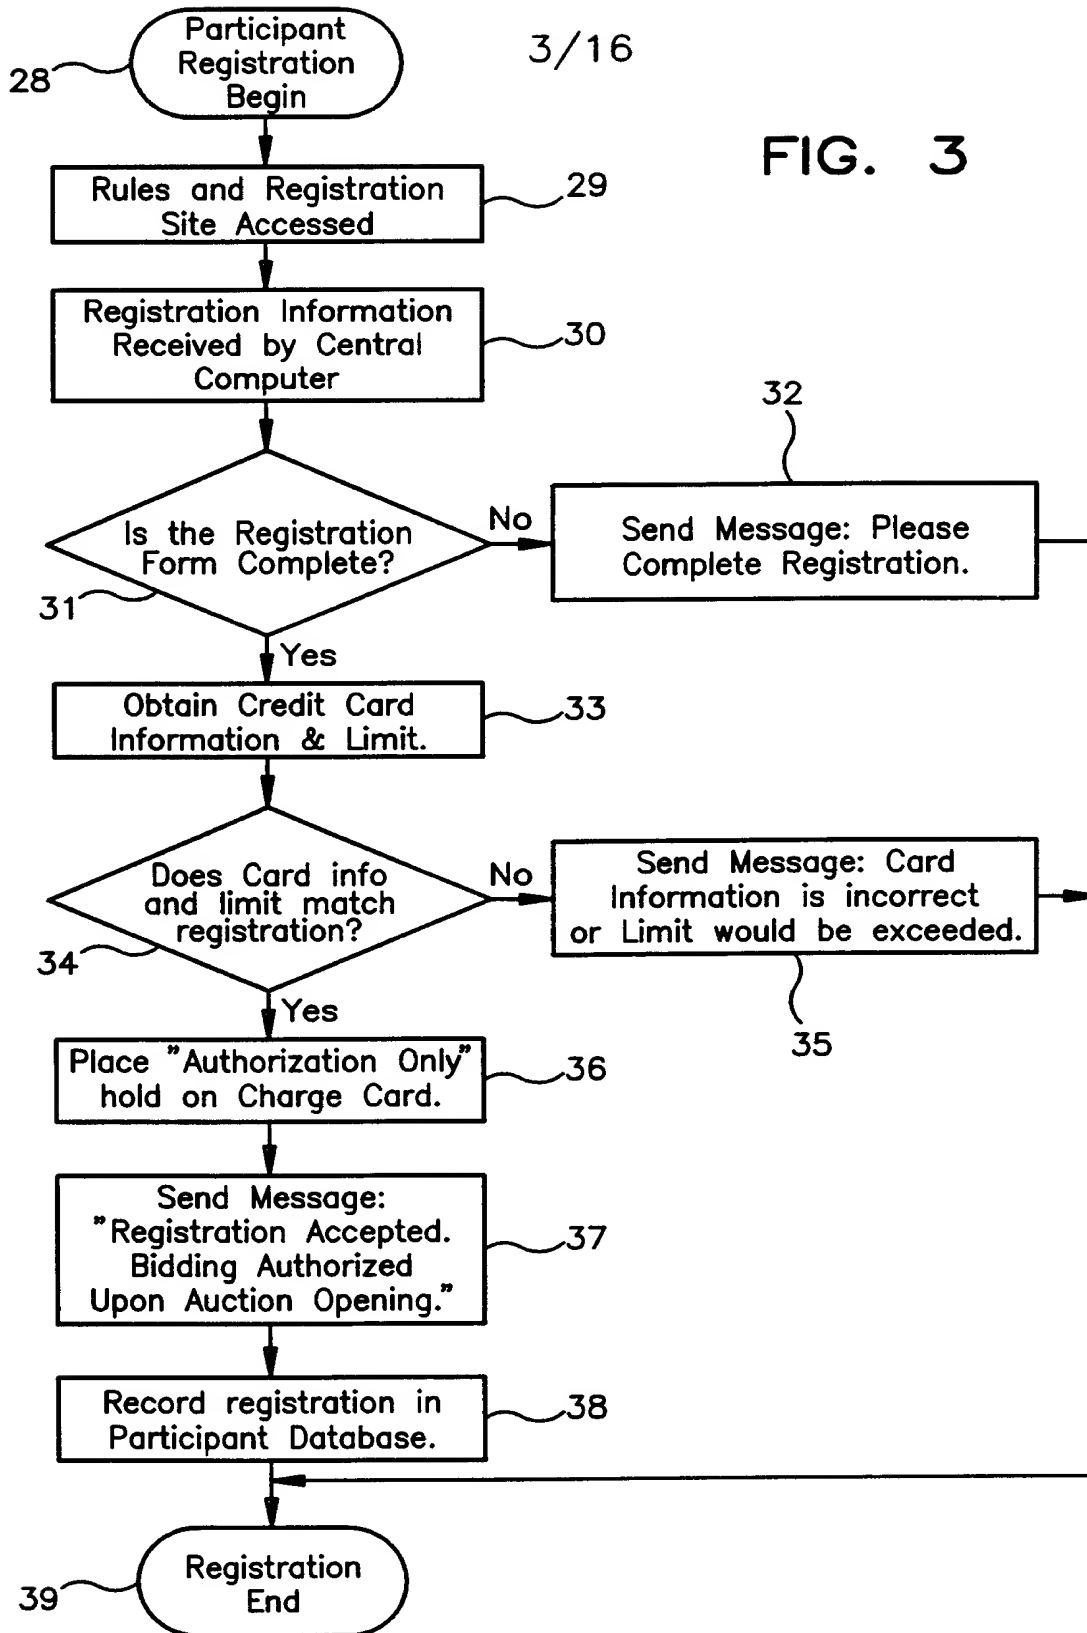 Participant
Registration
Begin
28
3/16
FIG. 3
Rules and Registration
Site Accessed
29
Registration Information
Received by Central
Computer
30
Is the Registration
Form Complete?
31
No
32
Send Message: Please
Complete Registration.
Yes
Obtain Credit Card
Information & Limit.
33
Does Card info
and limit match
registration?
34
No
Send Message: Card
Information is incorrect
or Limit would be exceeded.
35
Yes
Place "Authorization Only"
hold on Charge Card.
36
Send Message:
"Registration Accepted.
Bidding Authorized
Upon Auction Opening."
37
Record registration in
Participant Database.
38
Registration
End
39